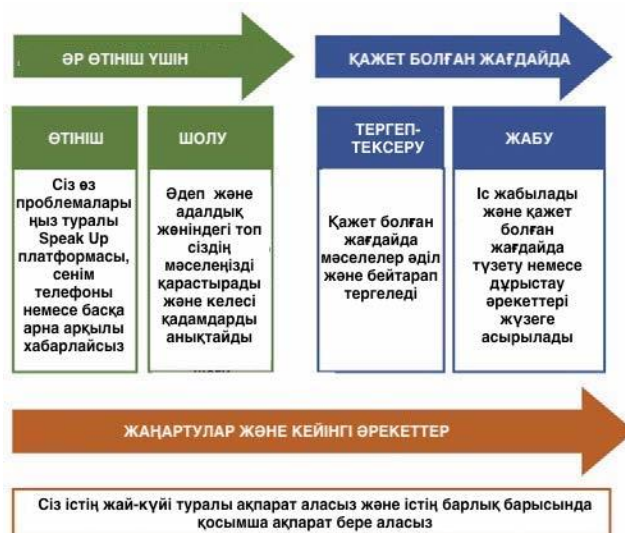 ӘР ӨТІНІШ ҮШІН
ҚАЖЕТ БОЛҒАН ЖАҒДАЙДА
ӨТІНІШ
Сіз өз
проблемалары
ңыз туралы
Speak Up
платформасы,
сенім
телефоны
немесе басқа
арна арқылы
хабарлайсыз
ШОЛУ
Әдеп және
адалдық
жөніндегі топ
сіздің
мәселеңізді
қарастырады
және келесі
қадамдарды
анықтайды
ТЕРГЕП-
ТЕКСЕРУ
Қажет болған
жағдайда
мәселелер әділ
және бейтарап
тергеледі
ЖАБУ
Іс жабылады
және қажет
болған
жағдайда
түзету немесе
дұрыстау
әрекеттері
жүзеге
асырылады
ЖАҢАРТУЛАР ЖӘНЕ КЕЙІНГІ ӘРЕКЕТТЕР
Сіз істің жай-күйі туралы ақпарат аласыз және істің барлық барысында
қосымша ақпарат бере аласыз